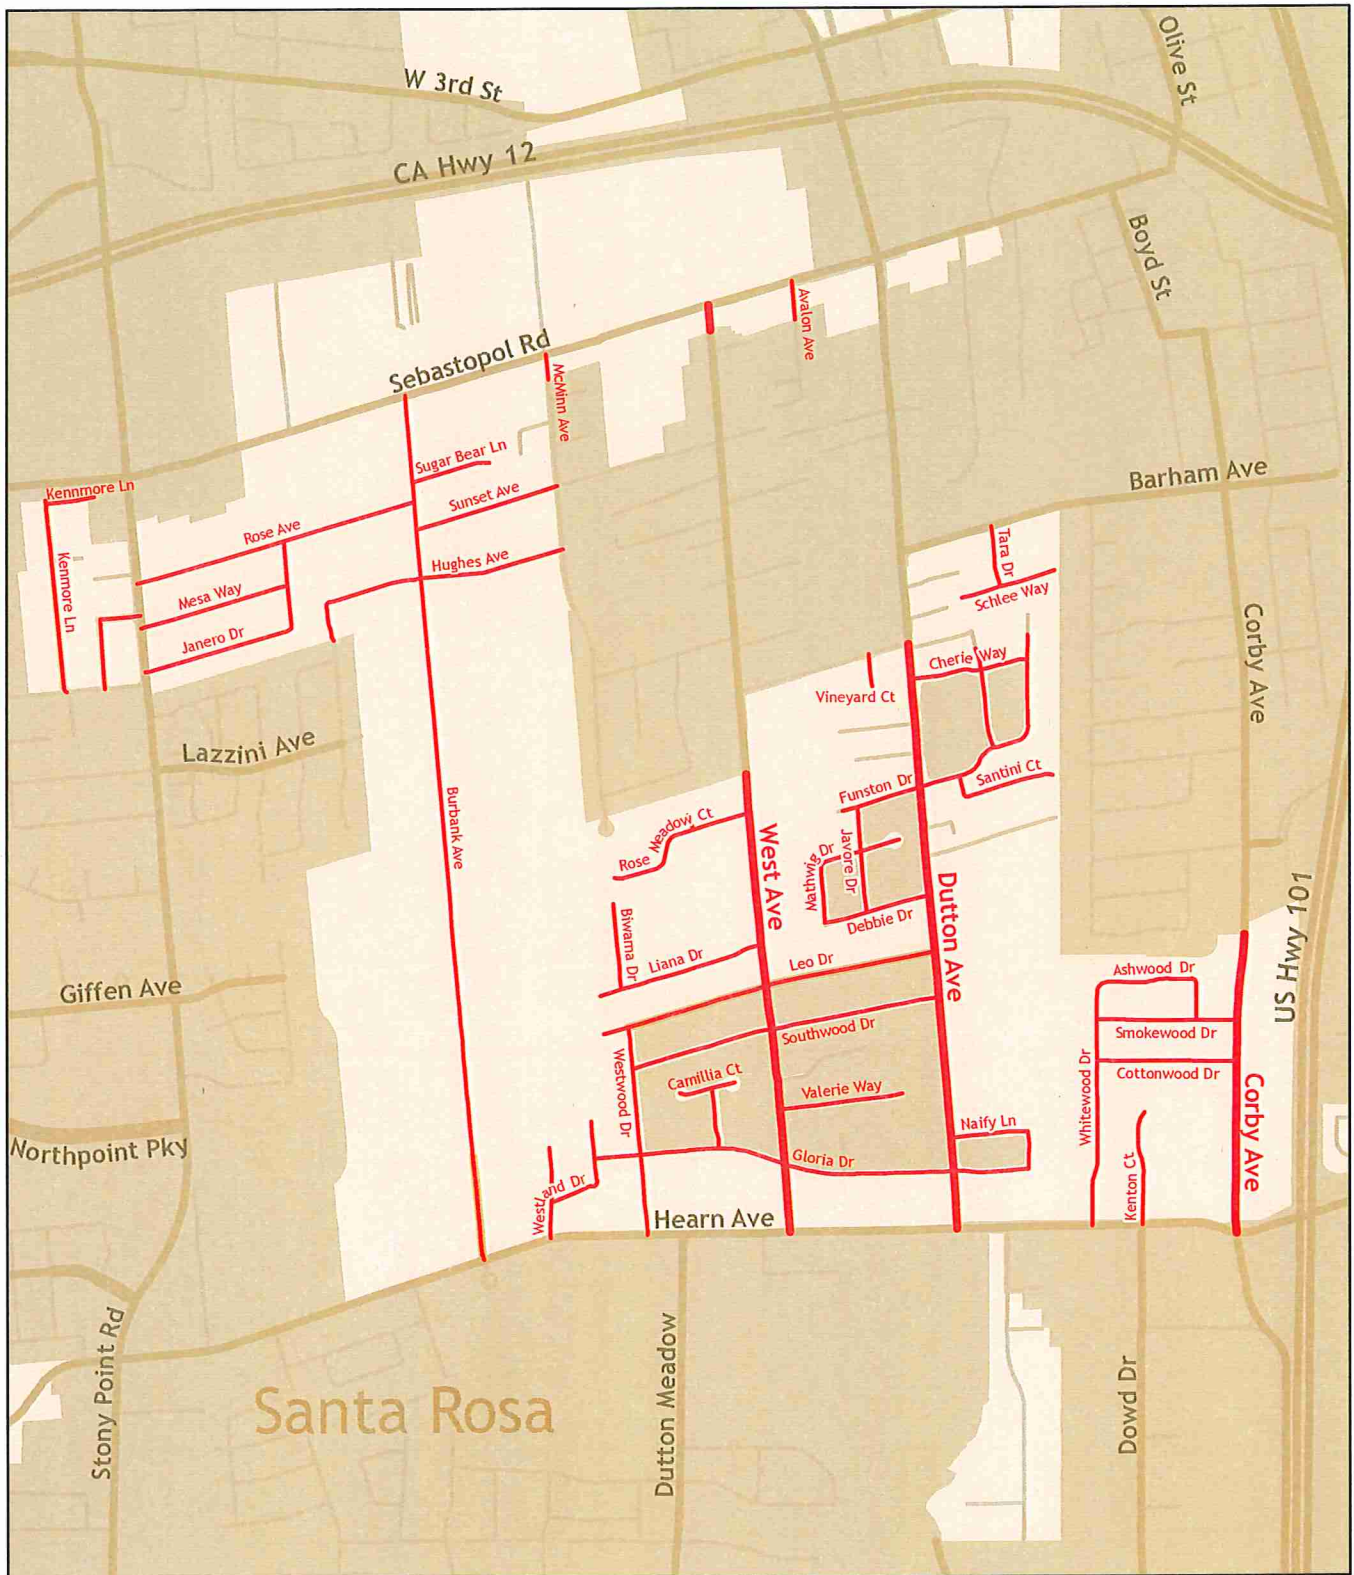 Olive St
W 3rd St
CA Hwy 12
Boyd St
Avalon Ave
Sebastopol Rd
McMinn Ave
Sugar Bear Ln
Barham Ave
Kennmore Ln
Sunset Ave
Rose Ave
Tara Dr
Kenmore Ln
Hughes Ave
Mesa Way
Schlee Way
Janero Dr
Corby Ave
Cherie Way
Vineyard Ct
Lazzini Ave
Santini Ct
Funston Dr
Burbank Ave
Rose Meadow Ct
West Ave
Mathwig Dr
Javore Dr
US Hwy 101
Dutton Ave
Biwama Dr
Debbie Dr
Liana Dr
Leo Dr
Ashwood Dr
Giffen Ave
Southwood Dr
Smokewood Dr
Westwood Dr
Camillia Ct
Whitewood Dr
Cottonwood Dr
Valerie Way
Corby Ave
Naify Ln
Northpoint Pky
Gloria Dr
Kenton Ct
Westland Dr
Hearn Ave
Stony Point Rd
Dutton Meadow
Dowd Dr
Santa Rosa